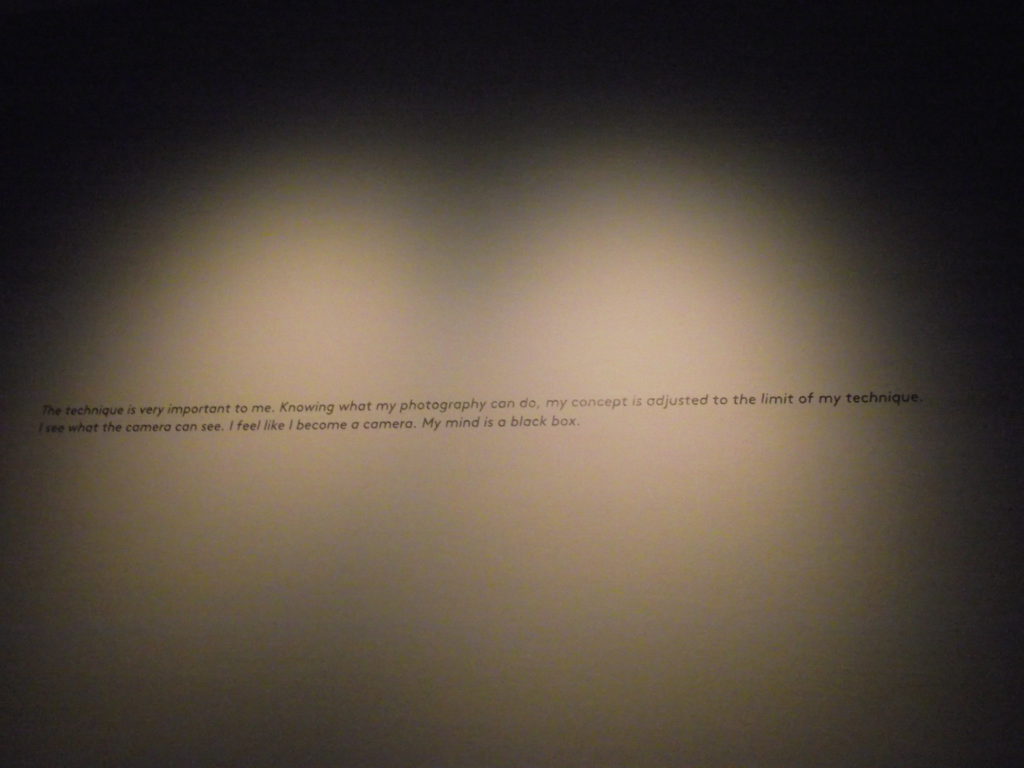 The technique is very important to me. Knowing what my photography can do, my concept is adjusted to the limit of my technique.
I see what the camera can see. I feel like I become a camera. My mind is a black box.